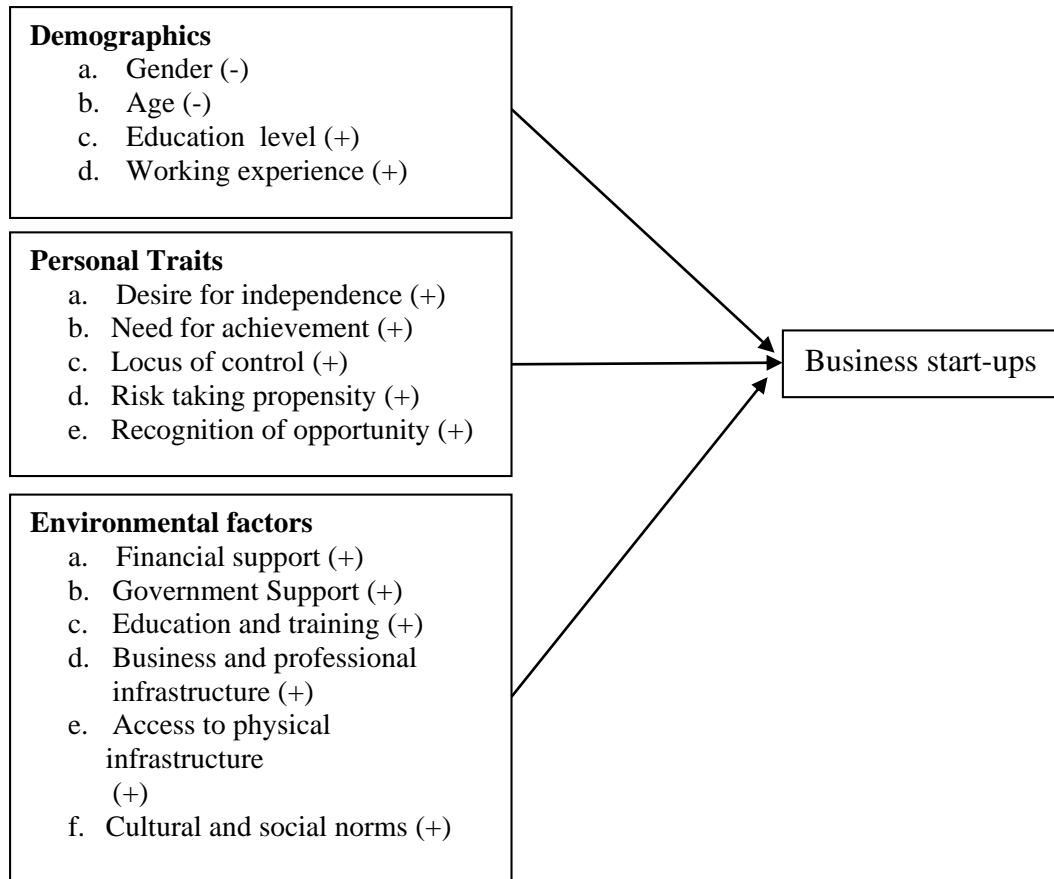 Demographics
a. Gender (-)
b. Age (-)
c. Education level (+)
d. Working experience (+)
Personal Traits
a. Desire for independence (+)
b. Need for achievement (+)
c. Locus of control (+)
d. Risk taking propensity (+)
e. Recognition of opportunity (+)
Business start-ups
Environmental factors
a. Financial support (+)
b. Government Support (+)
c. Education and training (+)
d. Business and professional
infrastructure (+)
e. Access to physical
infrastructure
(+)
f. Cultural and social norms (+)